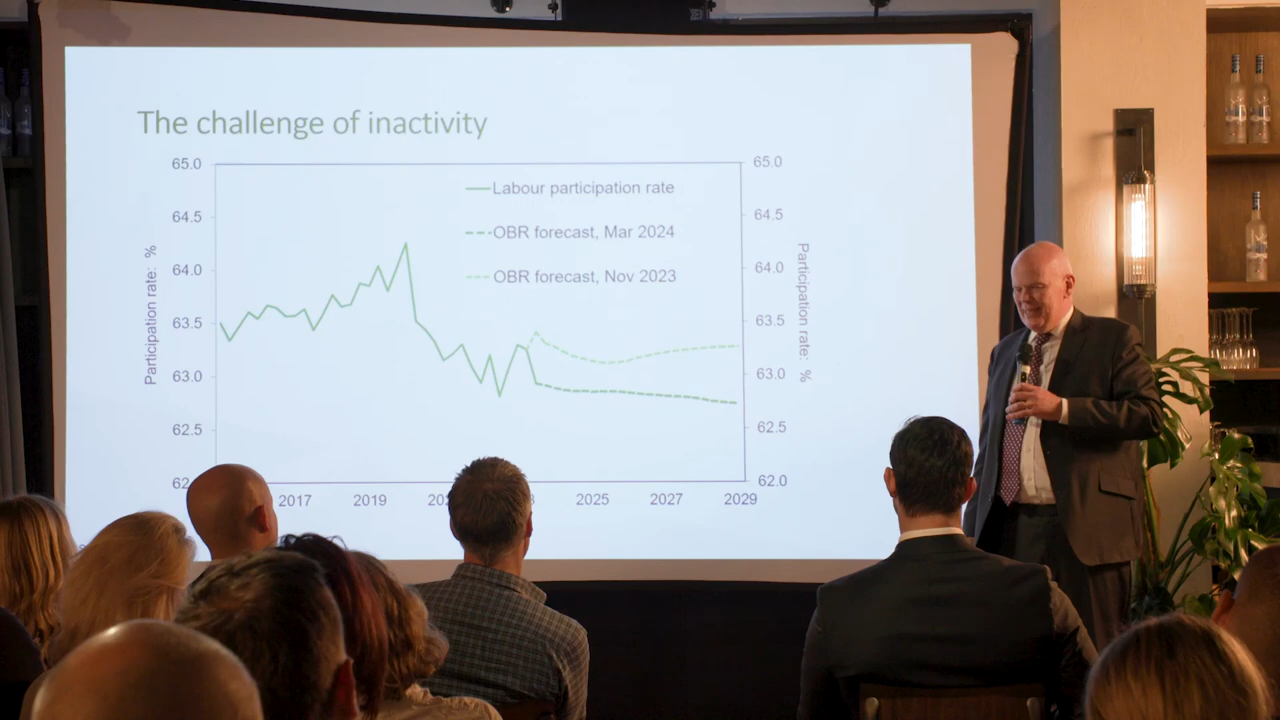 The challenge of inactivity
65.0
64.5
64.0
63.5
63.0
62.5
62
Participation rate: %
Labour participation rate
OBR forecast, Mar 2024
OBR forecast, Nov 2023
65.0
64.5
64.0
63.5
63.0
62.5
62.0
Participation rate: %
2017 2019 2025 2027 2029